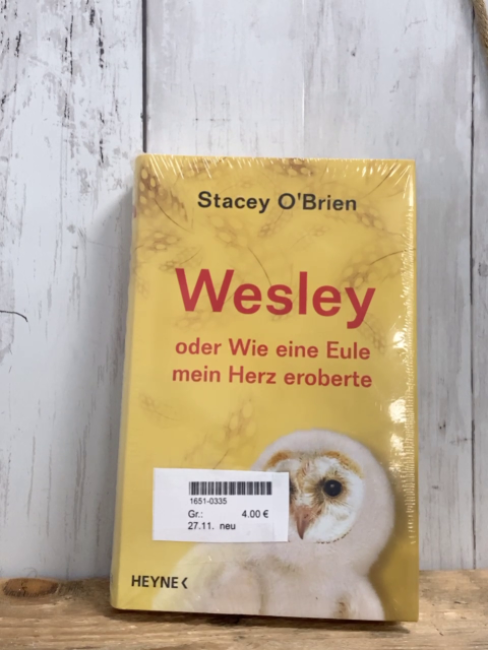 Stacey O'Brien
Wesley
oder Wie eine Eule
mein Herz eroberte
1651-0335
Gr.: 4.00 €
27.11. neu
HEYNE<